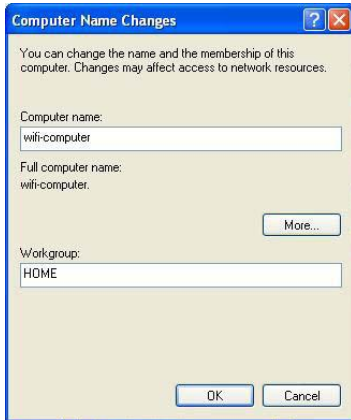 Computer Name Changes
You can change the name and the membership of this
computer. Changes may affect access to network resources.
Computer name:
wifi-computer
Full computer name:
wifi-computer.
More...
Workgroup:
HOME
OK Cancel